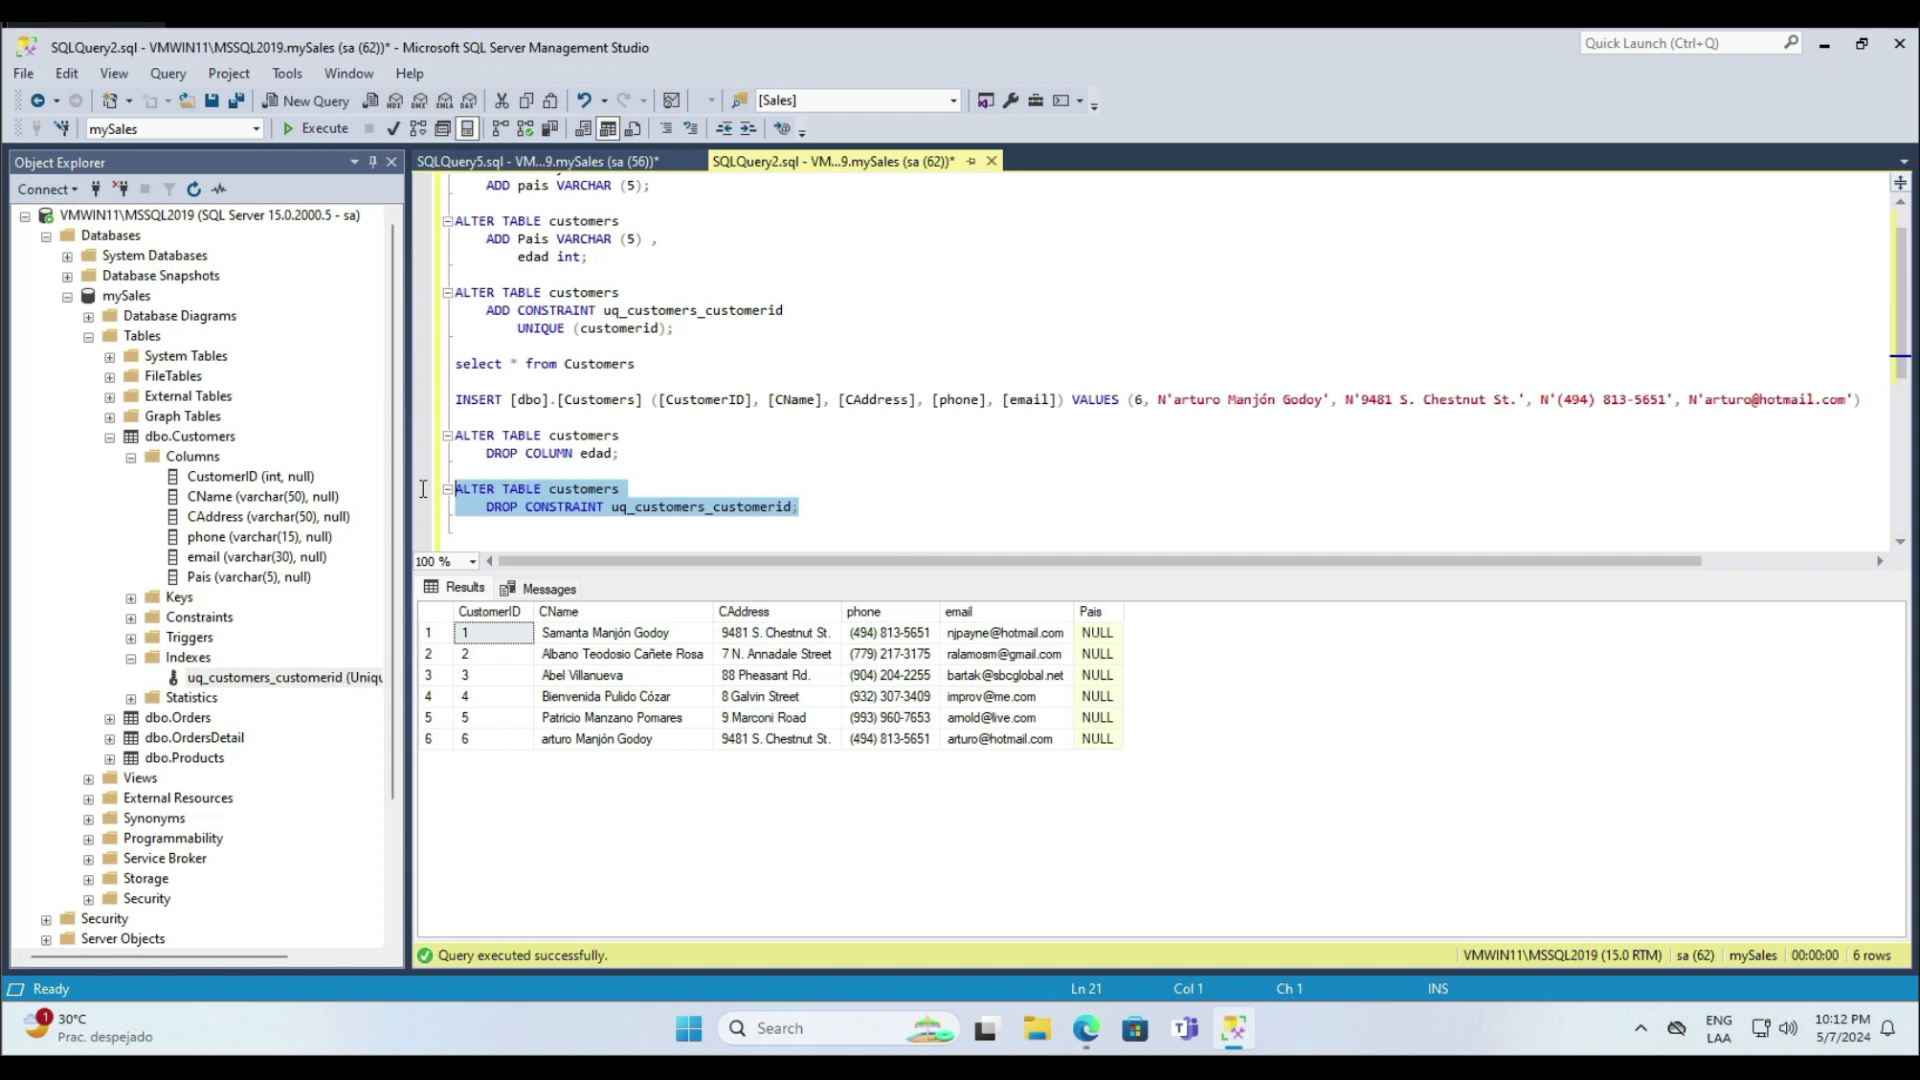 SQLQuery2.sql - VMWIN11\MSSQL2019.mySales (sa (62))* - Microsoft SQL Server Management Studio
Quick Launch (Ctrl+Q)
File Edit View Query Project Tools Window Help
New Query
[Sales]
mySales
Execute
Object Explorer
Connect
VMWIN11\MSSQL2019 (SQL Server 15.0.2000.5 - sa)
Databases
System Databases
Database Snapshots
mySales
Database Diagrams
Tables
System Tables
FileTables
External Tables
Graph Tables
dbo.Customers
Columns
CustomerID (int, null)
CName (varchar(50), null)
CAddress (varchar(50), null)
phone (varchar(15), null)
email (varchar(30), null)
Pais (varchar(5), null)
Keys
Constraints
Triggers
Indexes
uq_customers_customerid (Uniqu
Statistics
dbo.Orders
dbo.OrdersDetail
dbo.Products
Views
External Resources
Synonyms
Programmability
Service Broker
Storage
Security
Security
Server Objects
SQLQuery5.sql - VM...9.mySales (sa (56))*
SQLQuery2.sql - VM...9.mySales (sa (62))*
ADD pais VARCHAR (5);
ALTER TABLE customers
ADD Pais VARCHAR (5) ,
edad int;
ALTER TABLE customers
ADD CONSTRAINT uq_customers_customerid
UNIQUE (customerid);
select * from Customers
INSERT [dbo].[Customers] ([CustomerID], [CName], [CAddress], [phone], [email]) VALUES (6, N'arturo Manjón Godoy', N'9481 S. Chestnut St.', N'(494) 813-5651', N'arturo@hotmail.com')
ALTER TABLE customers
DROP COLUMN edad;
ALTER TABLE customers
DROP CONSTRAINT uq_customers_customerid;
100 %
Results Messages
CustomerID CName CAddress phone email Pais
1 1 Samanta Manjón Godoy 9481 S. Chestnut St. (494) 813-5651 njpayne@hotmail.com NULL
2 2 Albano Teodosio Cañete Rosa 7 N. Annadale Street (779) 217-3175 ralamosm@gmail.com NULL
3 3 Abel Villanueva 88 Pheasant Rd. (904) 204-2255 bartak@sbcglobal.net NULL
4 4 Bienvenida Pulido Cózar 8 Galvin Street (932) 307-3409 improv@me.com NULL
5 5 Patricio Manzano Pomares 9 Marconi Road (993) 960-7653 arnold@live.com NULL
6 6 arturo Manjón Godoy 9481 S. Chestnut St. (494) 813-5651 arturo@hotmail.com NULL
Query executed successfully.
VMWIN11\MSSQL2019 (15.0 RTM) sa (62) mySales 00:00:00 6 rows
Ready
Ln 21 Col 1 Ch 1 INS
1
30°C
Prac. despejado
Search
ENG
LAA
10:12 PM
5/7/2024